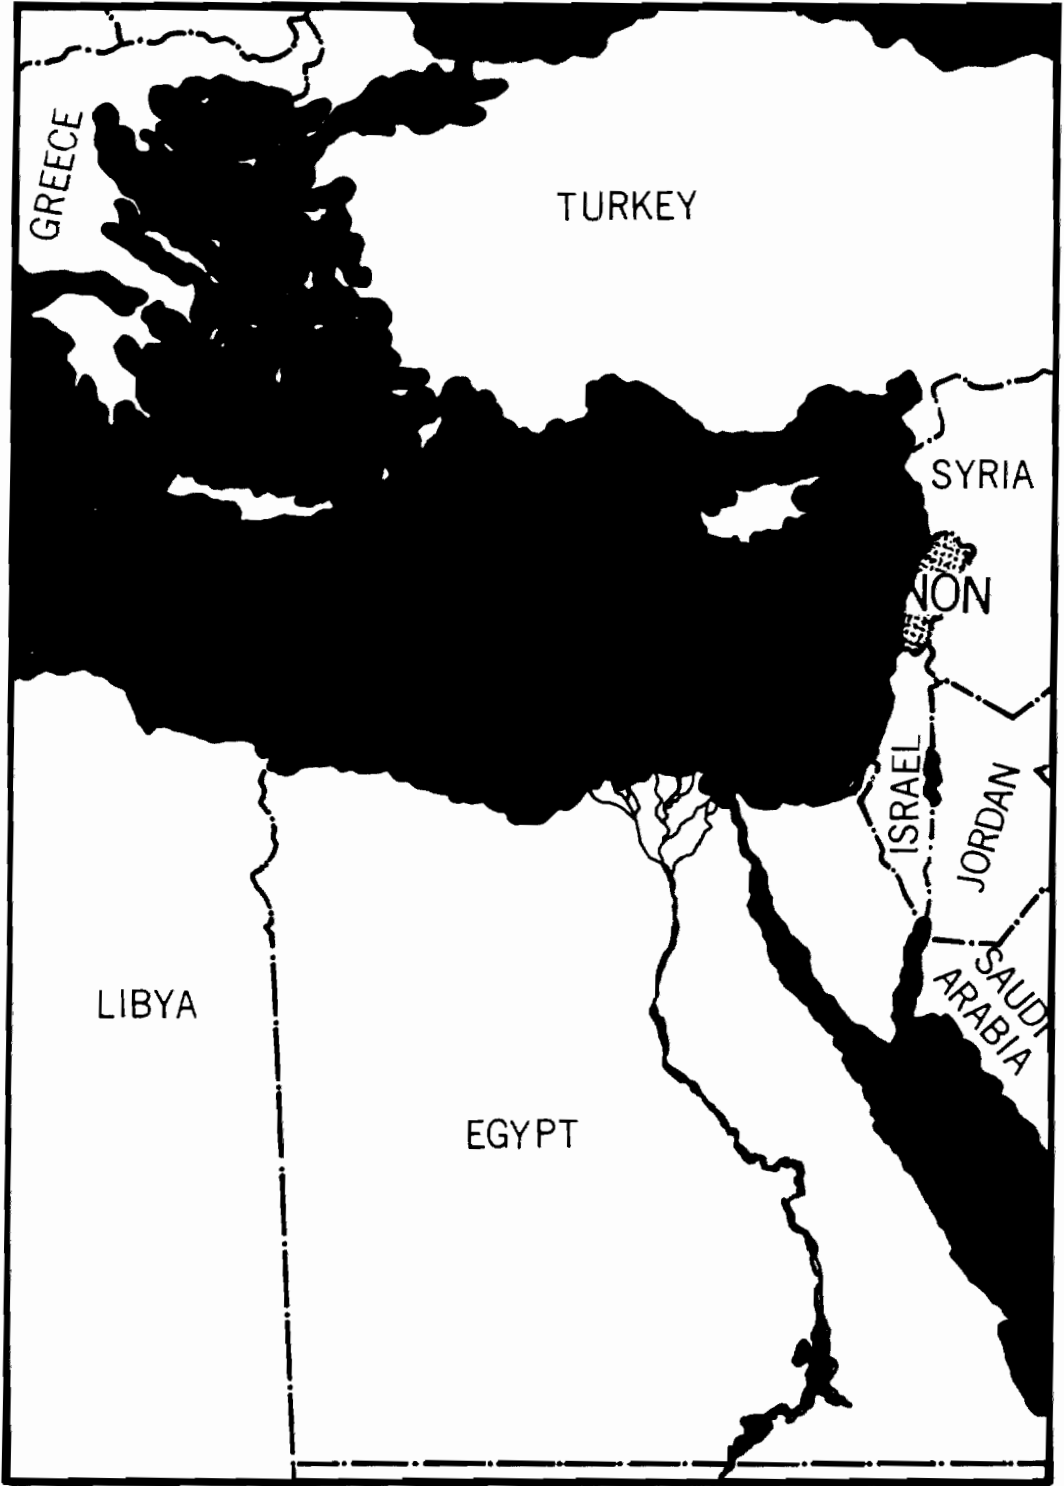 GREECE
TURKEY
SYRIA
NON
ISRAEL
JORDAN
SAUDI
ARABIA
LIBYA
EGYPT